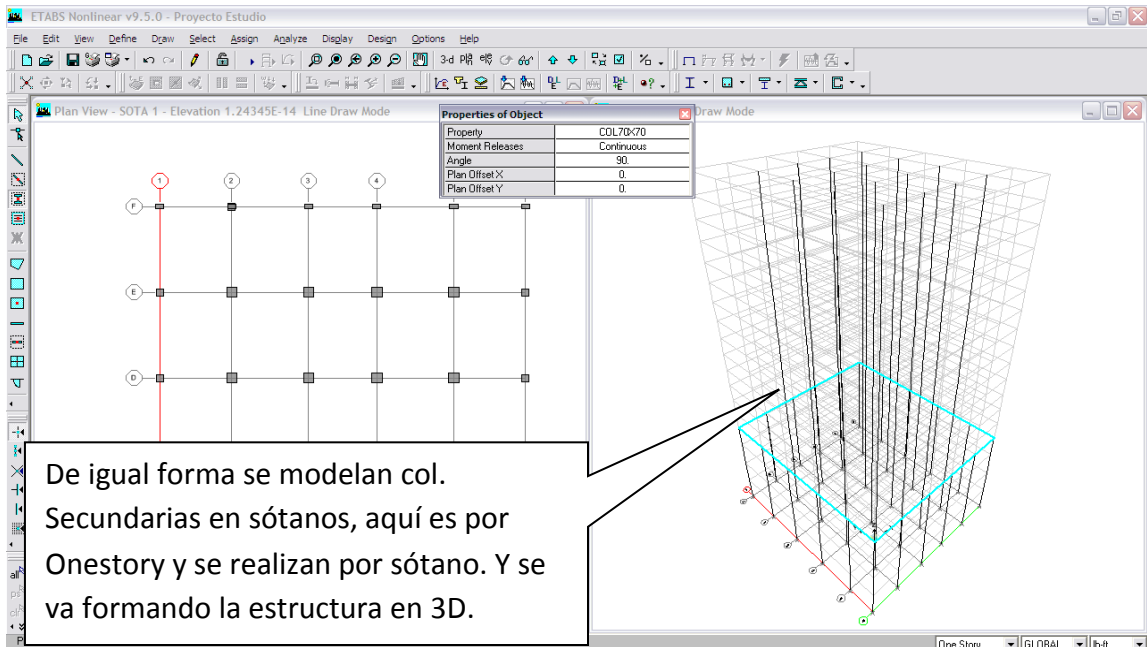 ETABS Nonlinear v9.5.0 - Proyecto Estudio
File Edit View Define Draw Select Assign Analyze Display Design Options Help
3-d
Plan View - SOTA 1 - Elevation 1.24345E-14 Line Draw Mode
Draw Mode
Properties of Object
Property COL70X70
Moment Releases Continuous
Angle 90.
Plan Offset X 0.
Plan Offset Y 0.
1 2 3 4
F
E
D
De igual forma se modelan col.
Secundarias en sótanos, aquí es por
Onestory y se realizan por sótano. Y se
va formando la estructura en 3D.
all
One Story GLOBAL lb-ft